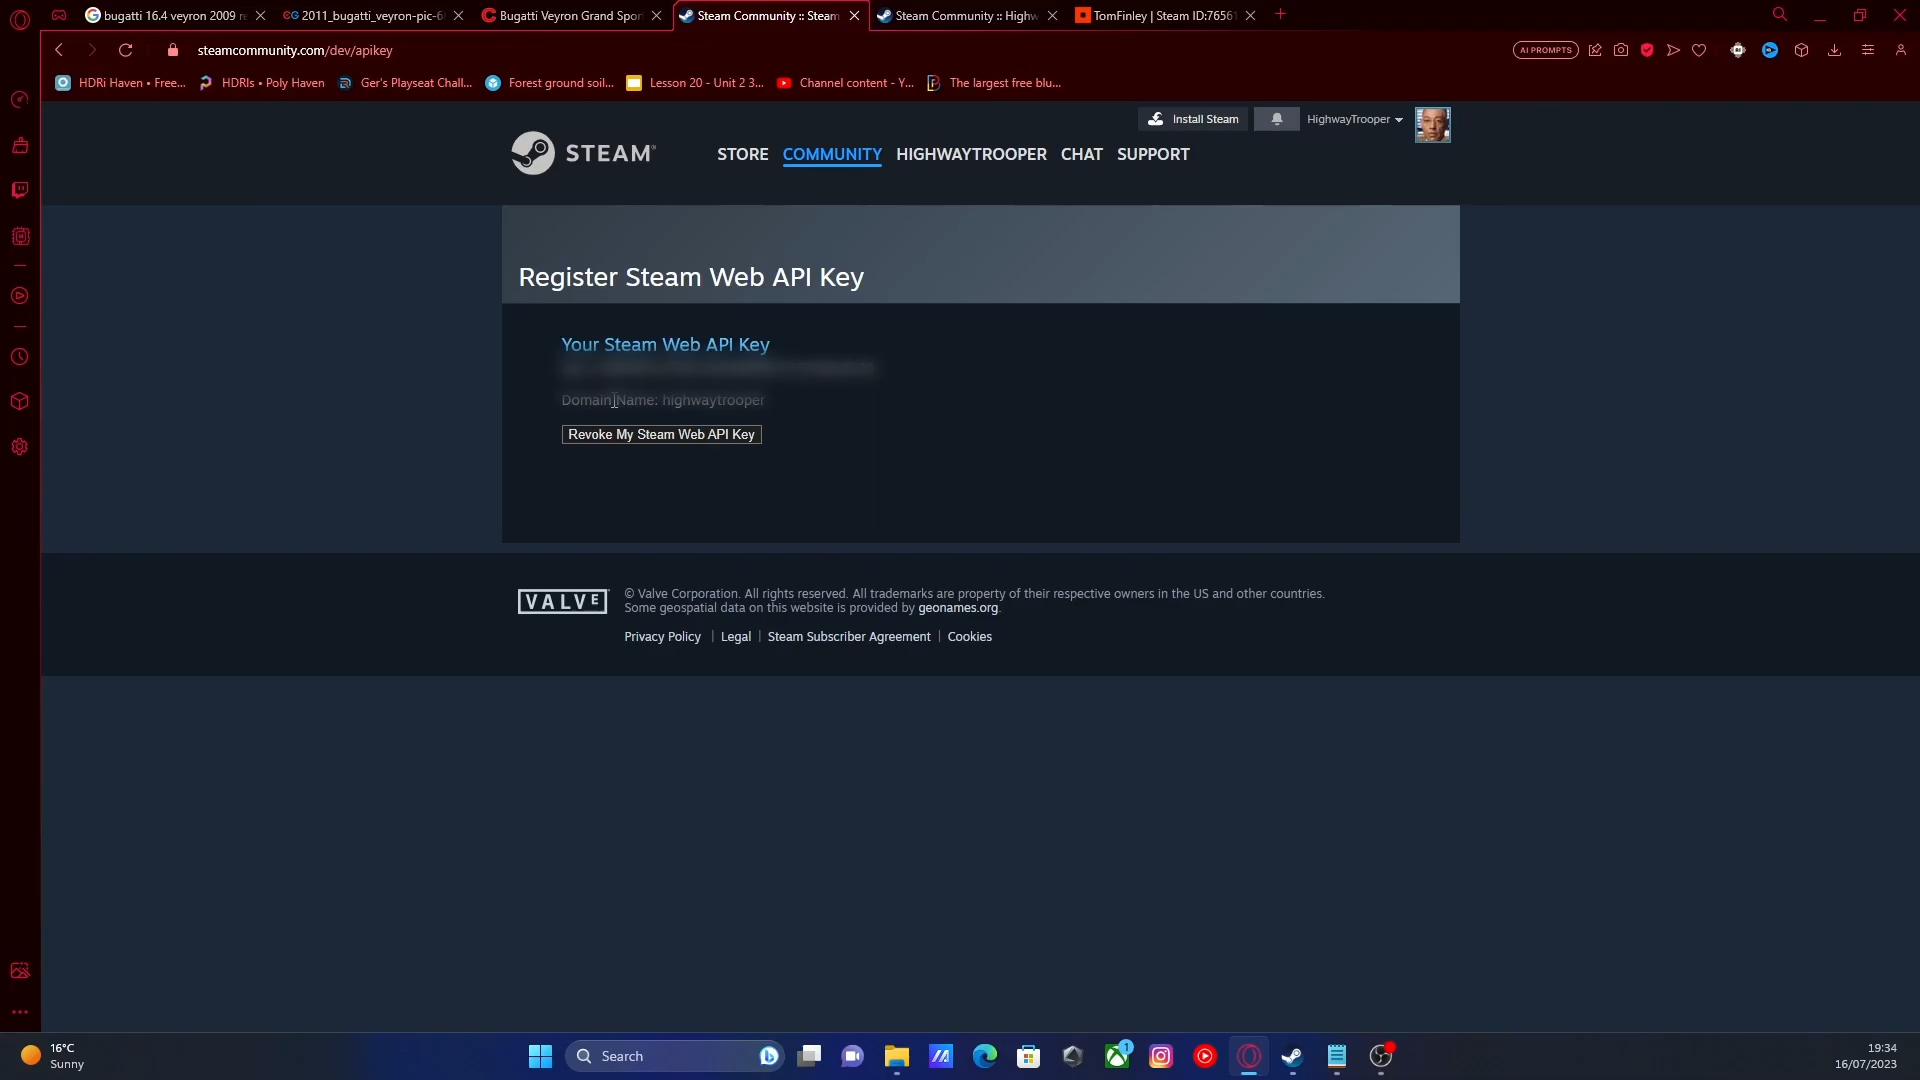 bugatti 16.4 veyron 2009 re
2011_bugatti_veyron-pic-6
Bugatti Veyron Grand Spor
Steam Community :: Steam
Steam Community :: Highw
TomFinley | Steam ID:76561
steamcommunity.com/dev/apikey
AI PROMPTS
HDRi Haven • Free...
HDRIs • Poly Haven
Ger's Playseat Chall...
Forest ground soil...
Lesson 20 - Unit 2 3...
Channel content - Y...
The largest free blu...
Install Steam
HighwayTrooper
STEAM
STORE
COMMUNITY
HIGHWAYTROOPER
CHAT
SUPPORT
Register Steam Web API Key
Your Steam Web API Key
Domain Name: highwaytrooper
Revoke My Steam Web API Key
VALVE
© Valve Corporation. All rights reserved. All trademarks are property of their respective owners in the US and other countries.
Some geospatial data on this website is provided by geonames.org.
Privacy Policy | Legal | Steam Subscriber Agreement | Cookies
16°C
Sunny
Search
1
19:34
16/07/2023